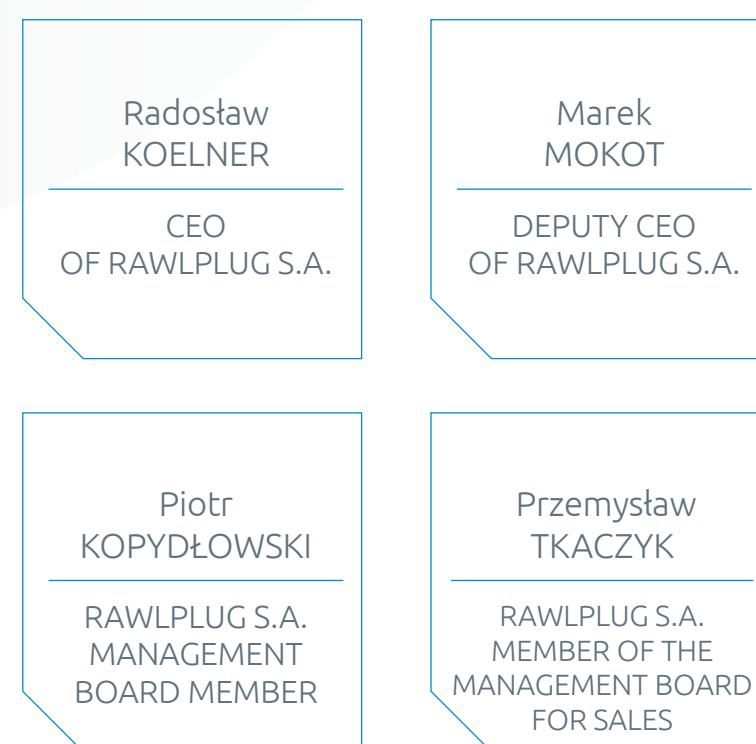 Radosław
KOELNER
CEO
OF RAWLPLUG S.A.
Marek
MOKOT
DEPUTY CEO
OF RAWLPLUG S.A.
Piotr
KOPYDŁOWSKI
RAWLPLUG S.A.
MANAGEMENT
BOARD MEMBER
Przemysław
TKACZYK
RAWLPLUG S.A.
MEMBER OF THE
MANAGEMENT BOARD
FOR SALES